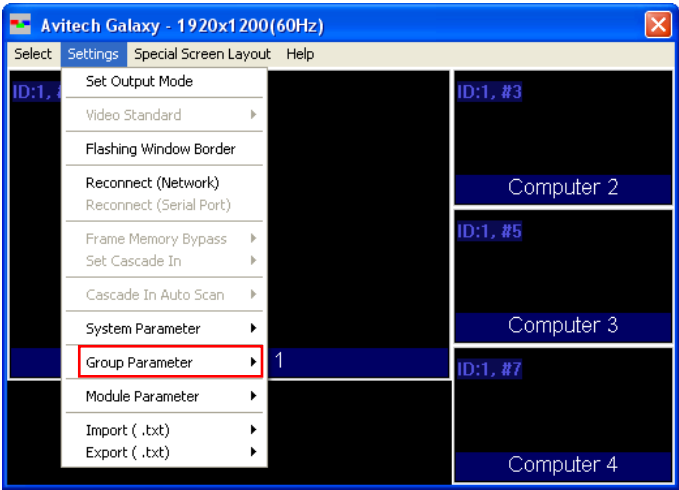 Avitech Galaxy - 1920x1200(60Hz)
Select Settings Special Screen Layout Help
Set Output Mode
Video Standard
Flashing Window Border
Reconnect (Network)
Reconnect (Serial Port)
Frame Memory Bypass
Set Cascade In
Cascade In Auto Scan
System Parameter
Group Parameter
Module Parameter
Import ( .txt)
Export ( .txt)
ID:1,
1
ID:1, #3
Computer 2
ID:1, #5
Computer 3
ID:1, #7
Computer 4